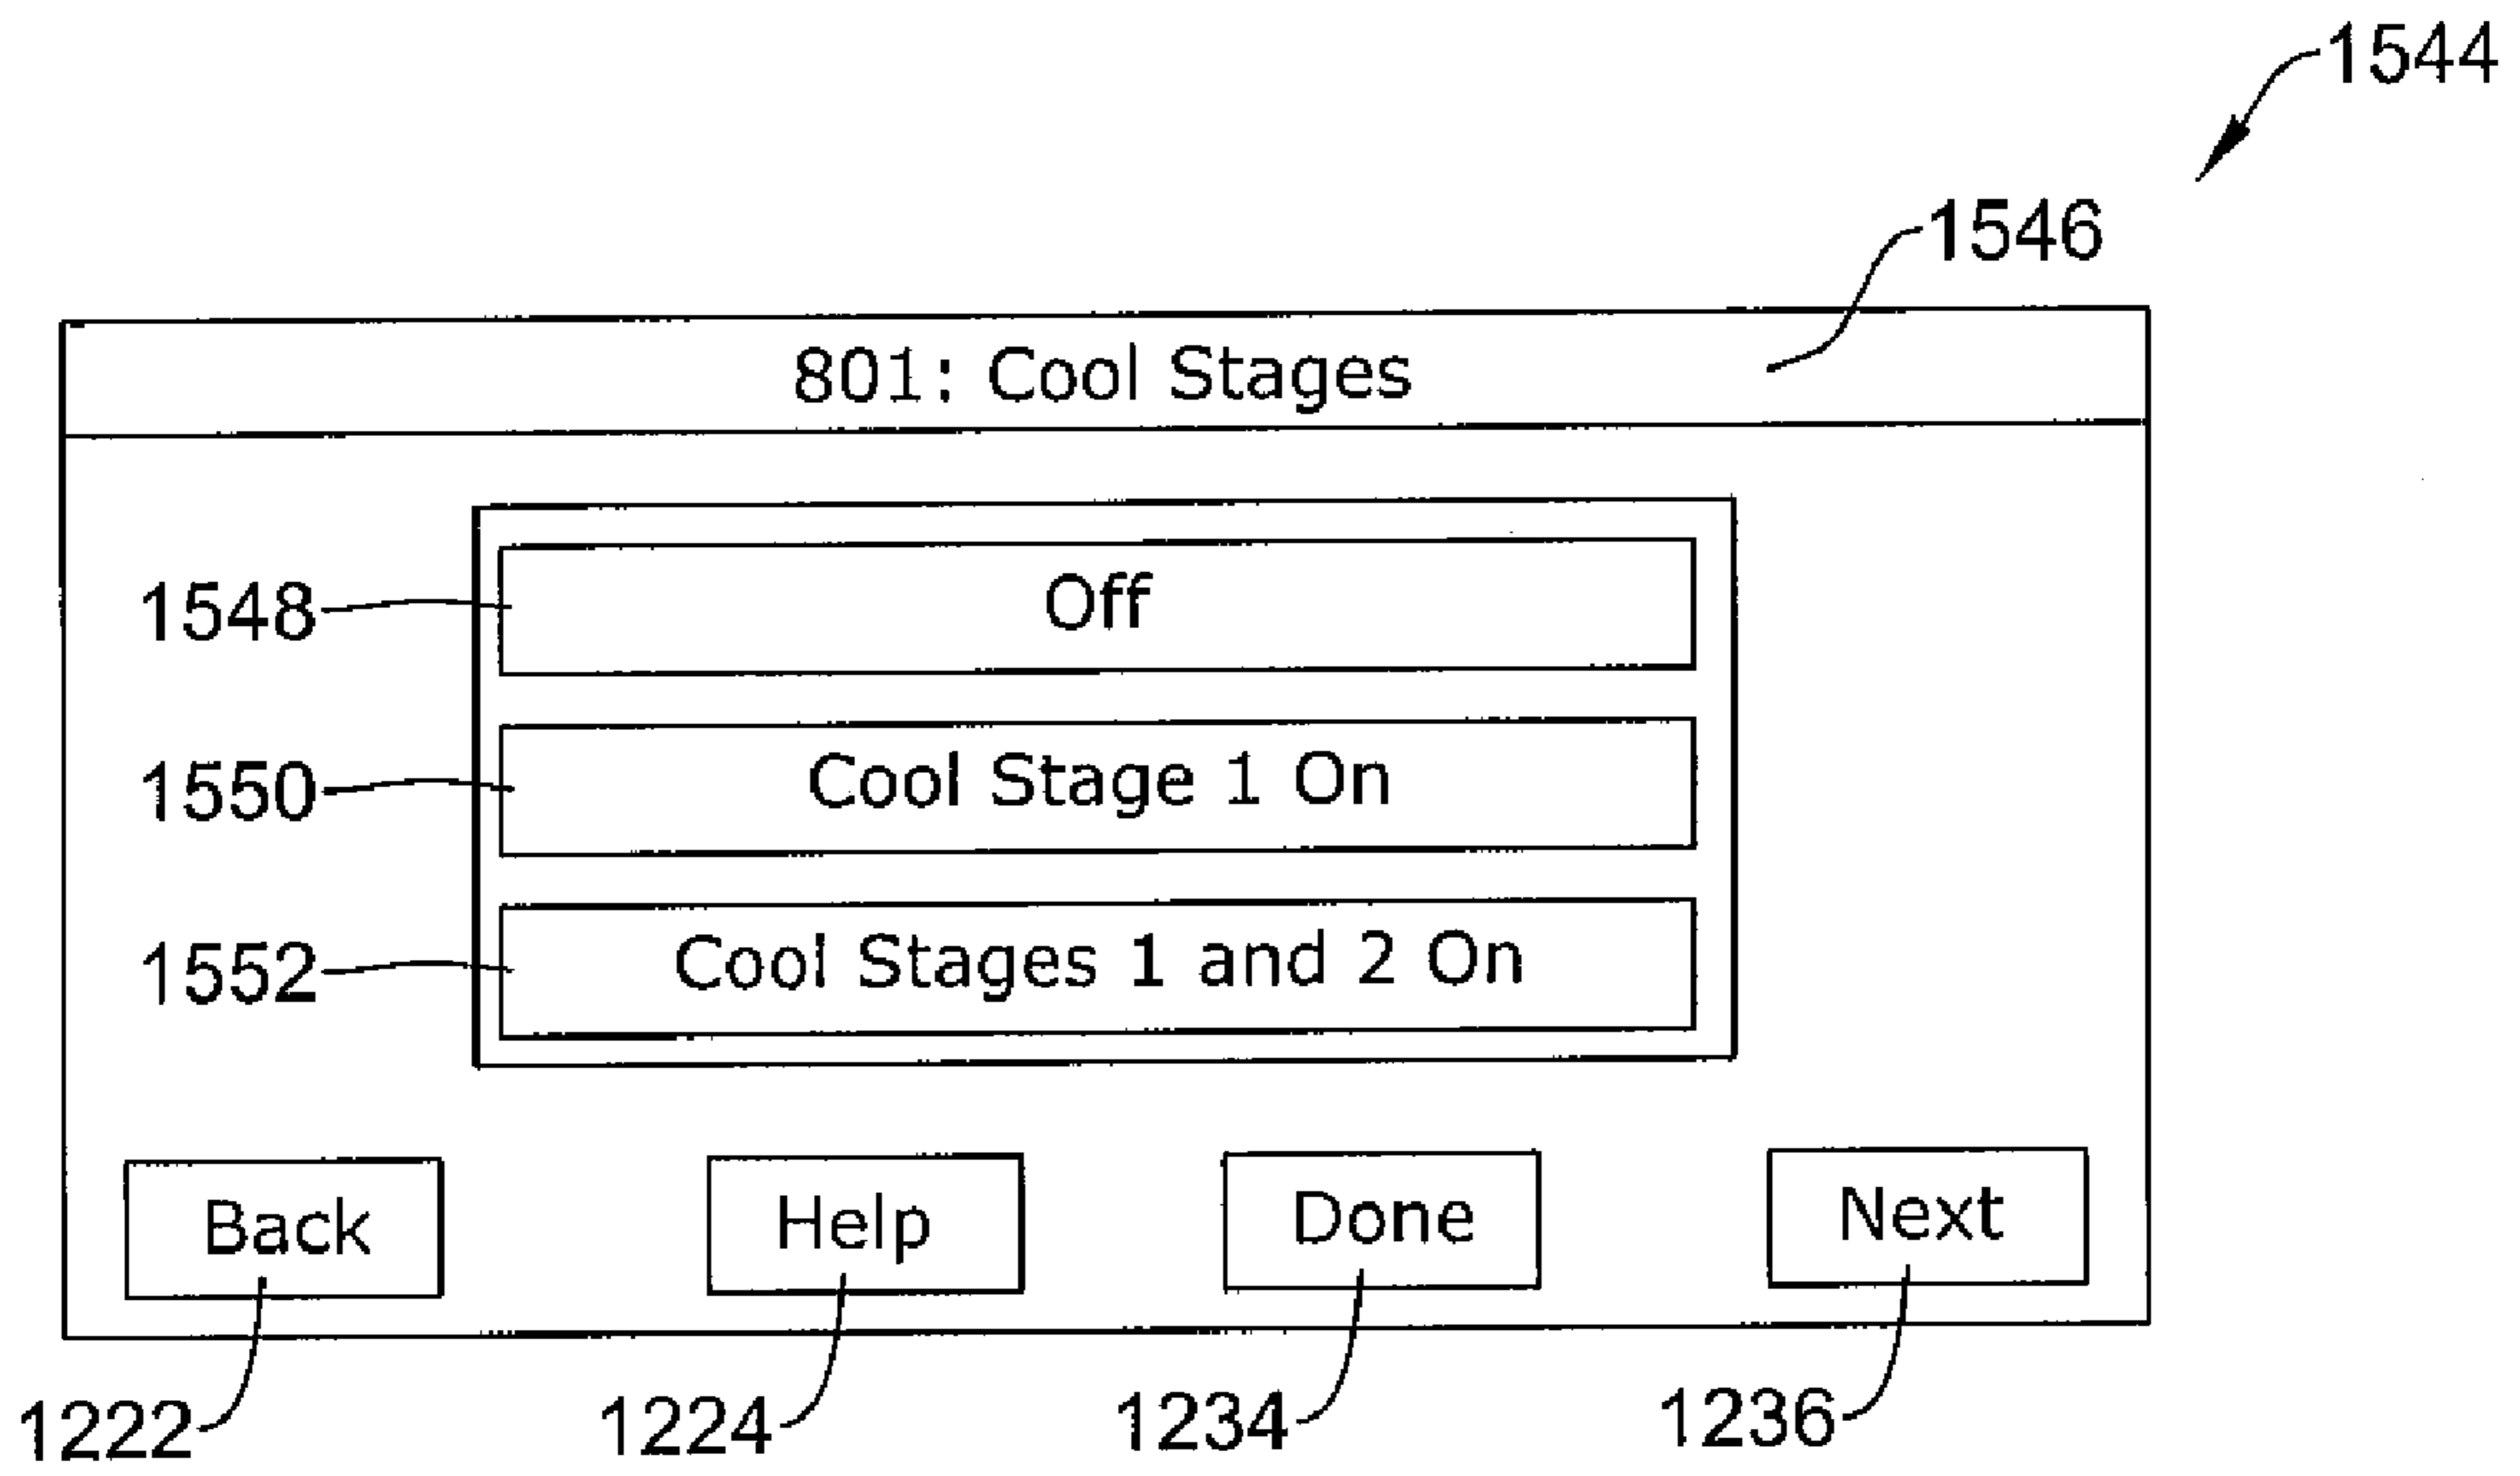 1544
1546
801: Cool Stages
1548
Off
1550
Cool Stage 1 On
1552
Cool Stages 1 and 2 On
Back
Help
Done
Next
1222
1224
1234
1236